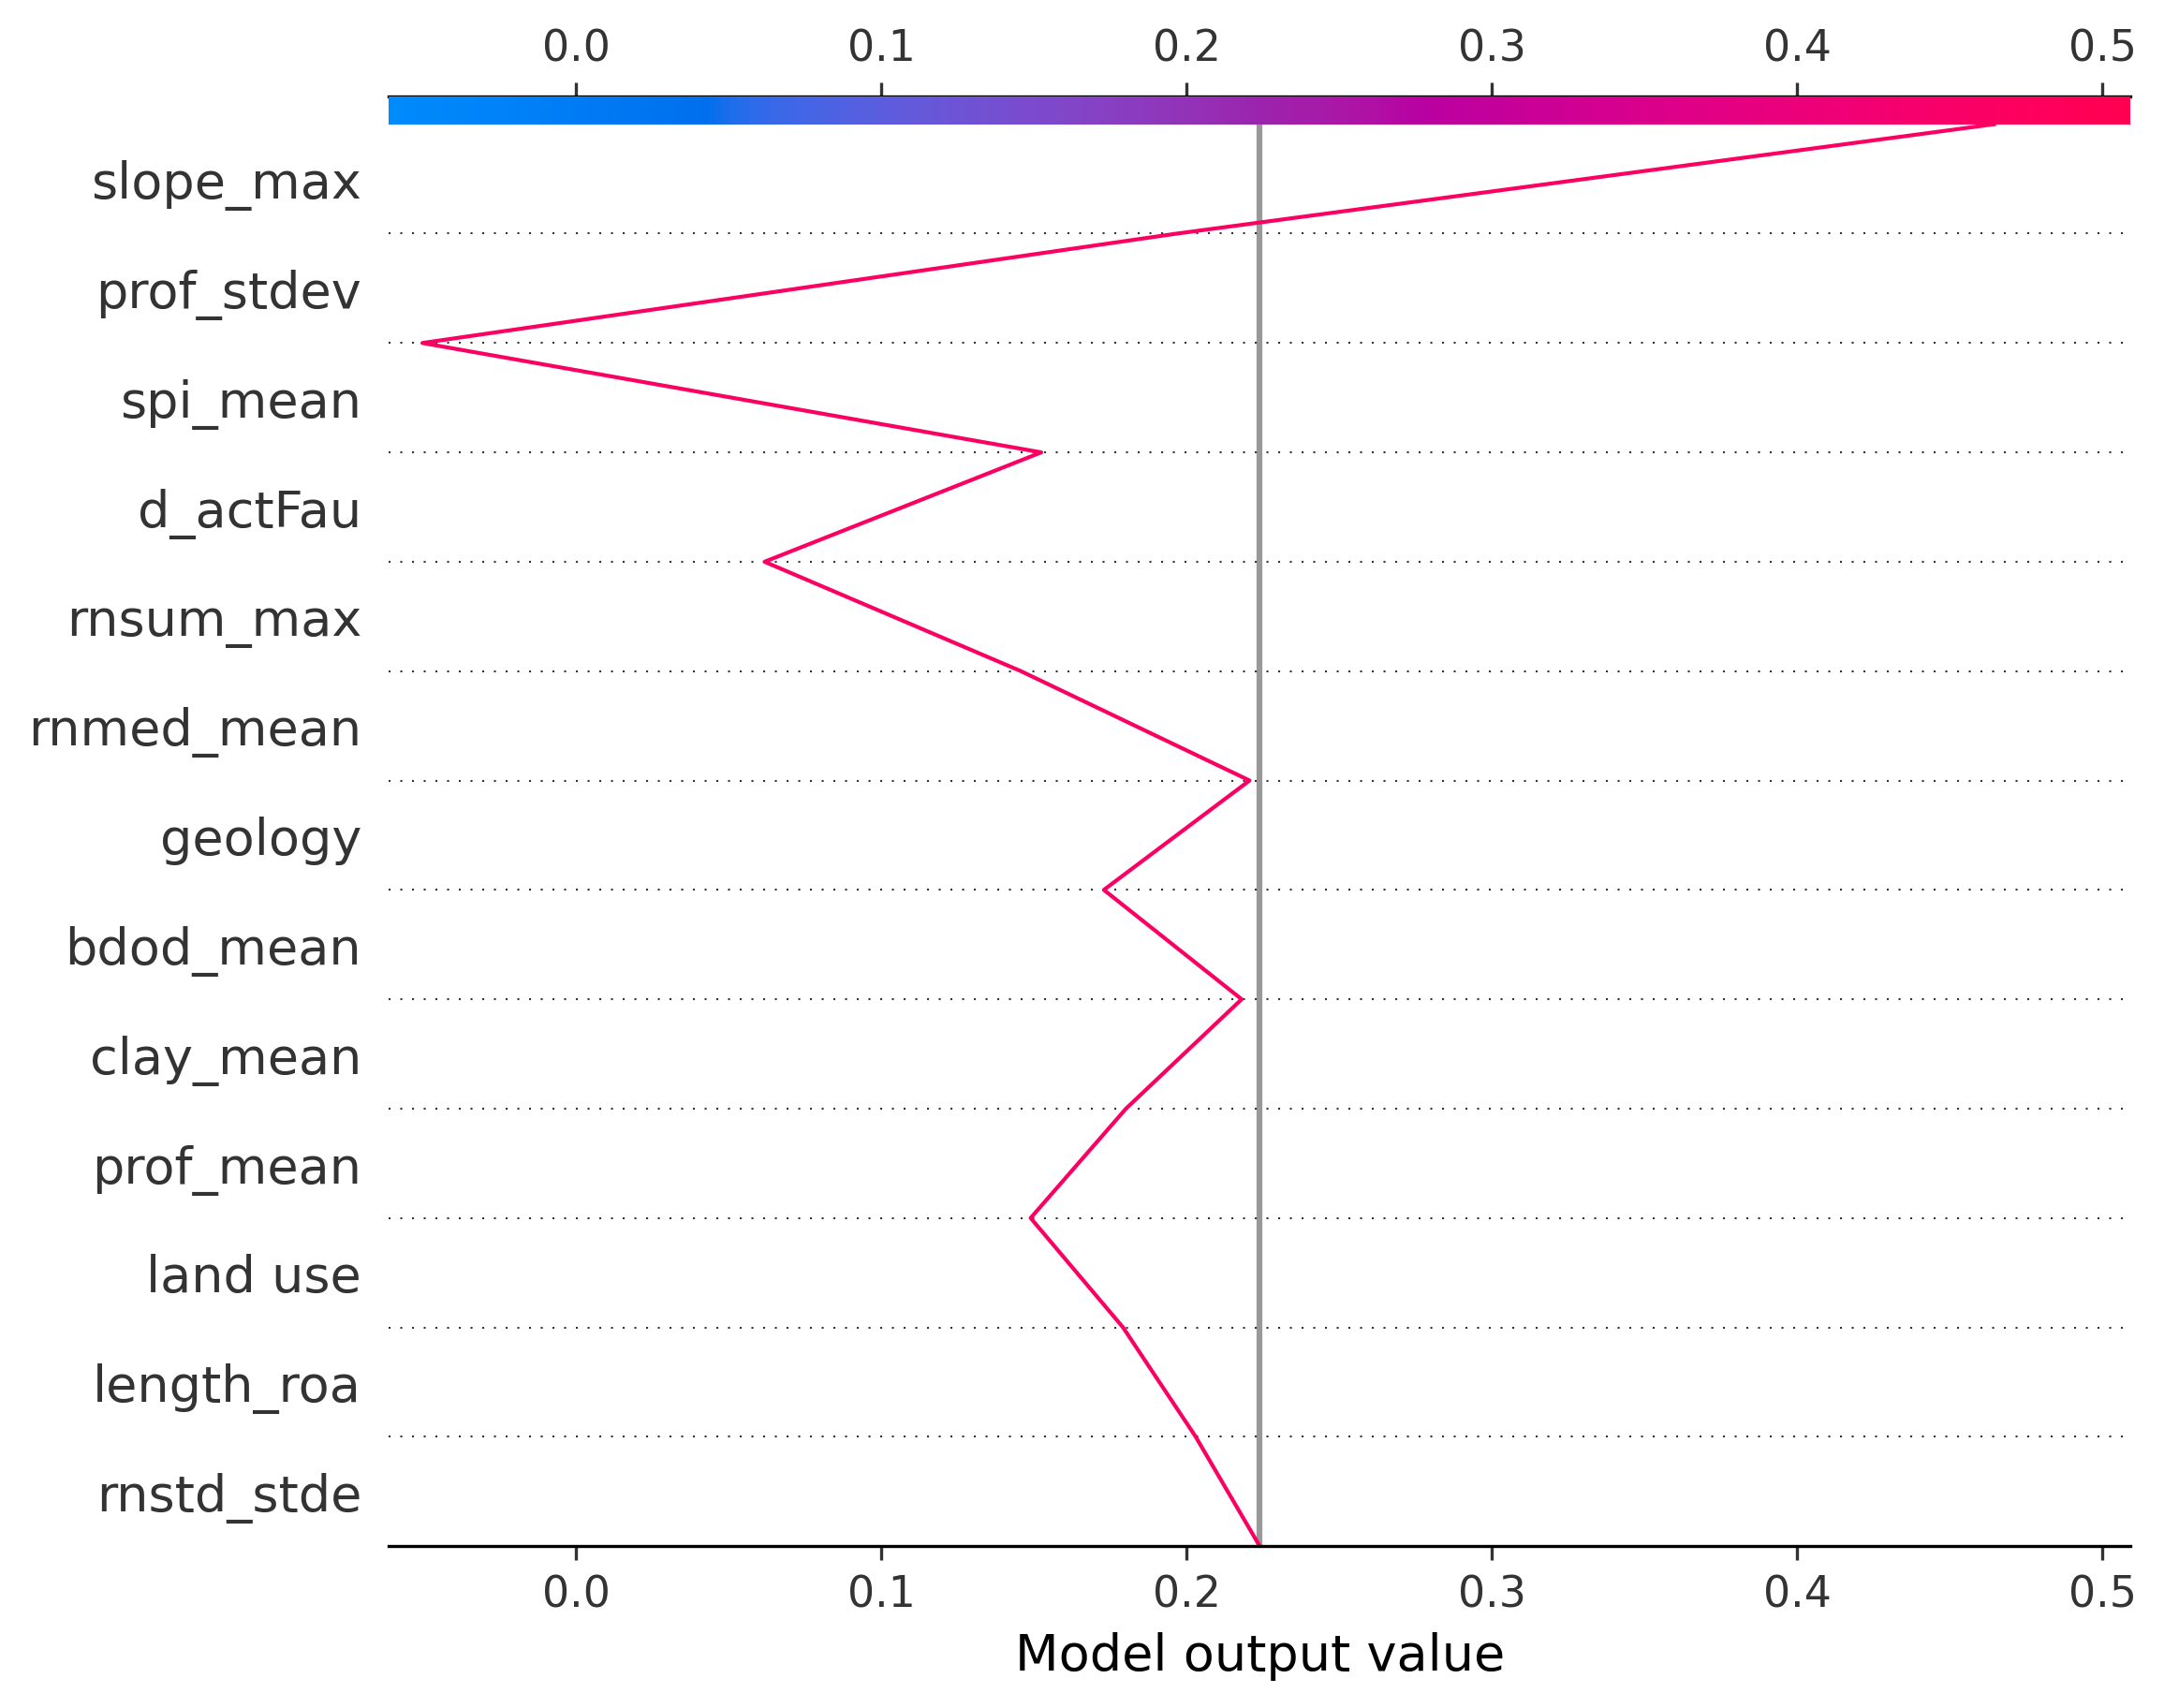 0.0 0.1 0.2 0.3 0.4 0.5
slope_max
prof_stdev
spi_mean
d_actFau
rnsum_max
rnmed_mean
geology
bdod_mean
clay_mean
prof_mean
land use
length_roa
rnstd_stde
0.0 0.1 0.2 0.3 0.4 0.5
Model output value